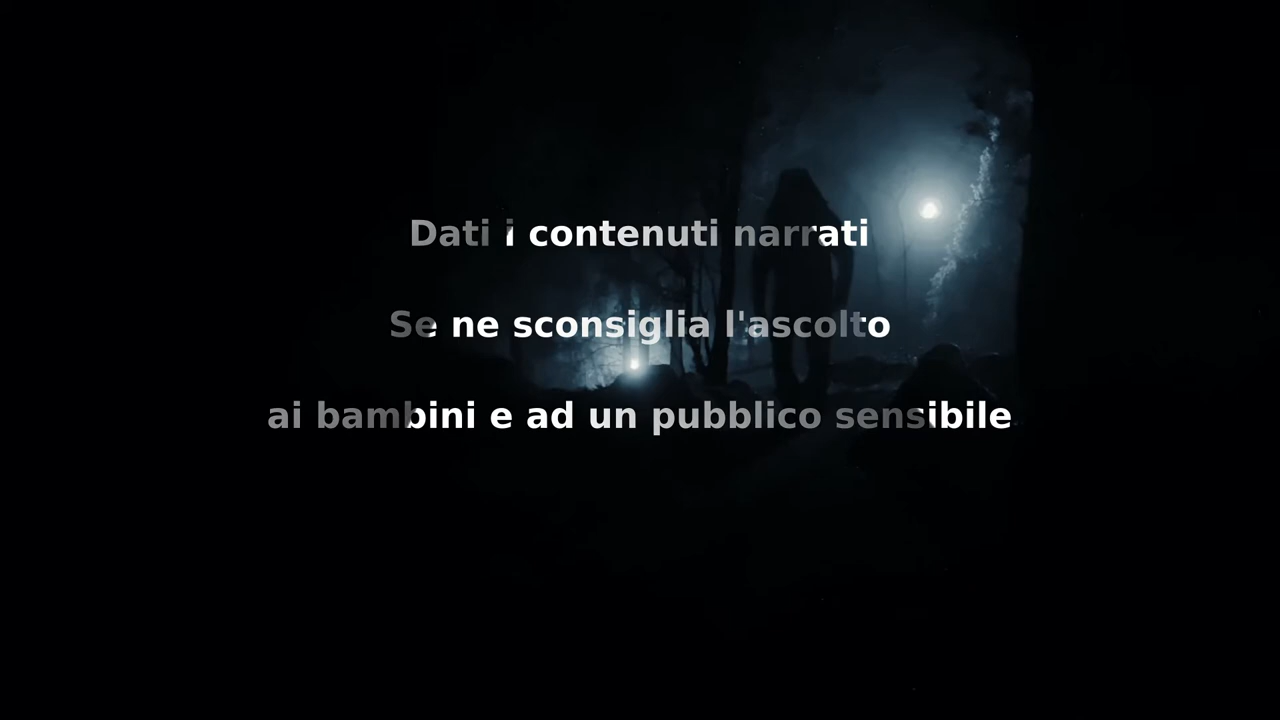 Dati i contenuti narrati
Se ne sconsiglia l'ascolto
ai bambini e ad un pubblico sensibile